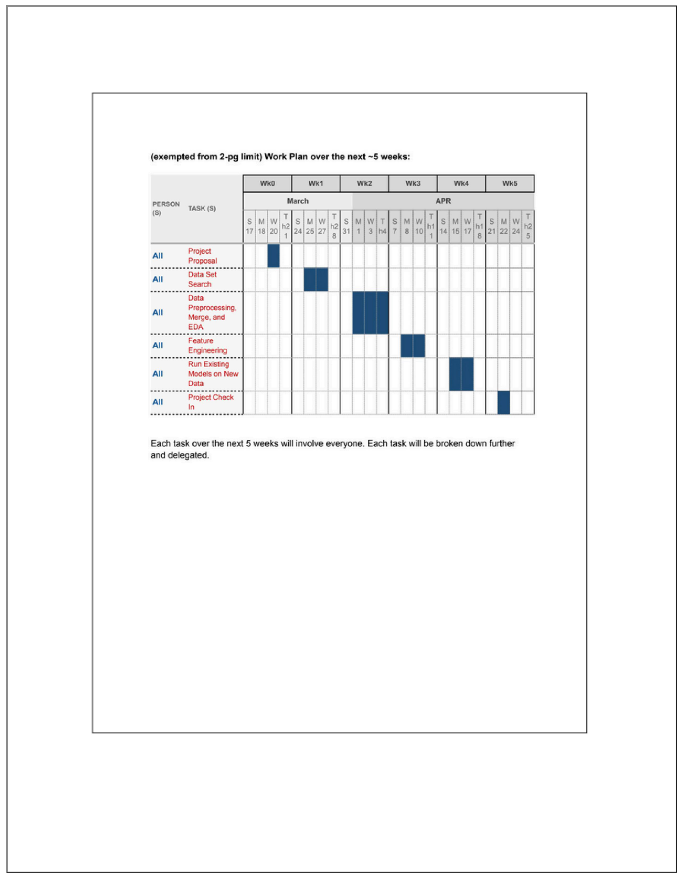 (exempted from 2-pg limit) Work Plan over the next ~5 weeks:
Wk0 Wk1 Wk2 Wk3 Wk4 Wk5
PERSON (S) TASK (S) March APR
S 17 M 18 W 20 Th21 S 24 M 25 W 27 Th28 S 31 M 1 W 3 Th4 S 7 M 8 W 10 Th11 S 14 M 15 W 17 Th18 S 21 M 22 W 24 Th25
All Project
Proposal
All Data Set
Search
All Data
Preprocessing,
Merge, and
EDA
All Feature
Engineering
All Run Existing
Models on New
Data
All Project Check
In
Each task over the next 5 weeks will involve everyone. Each task will be broken down further
and delegated.